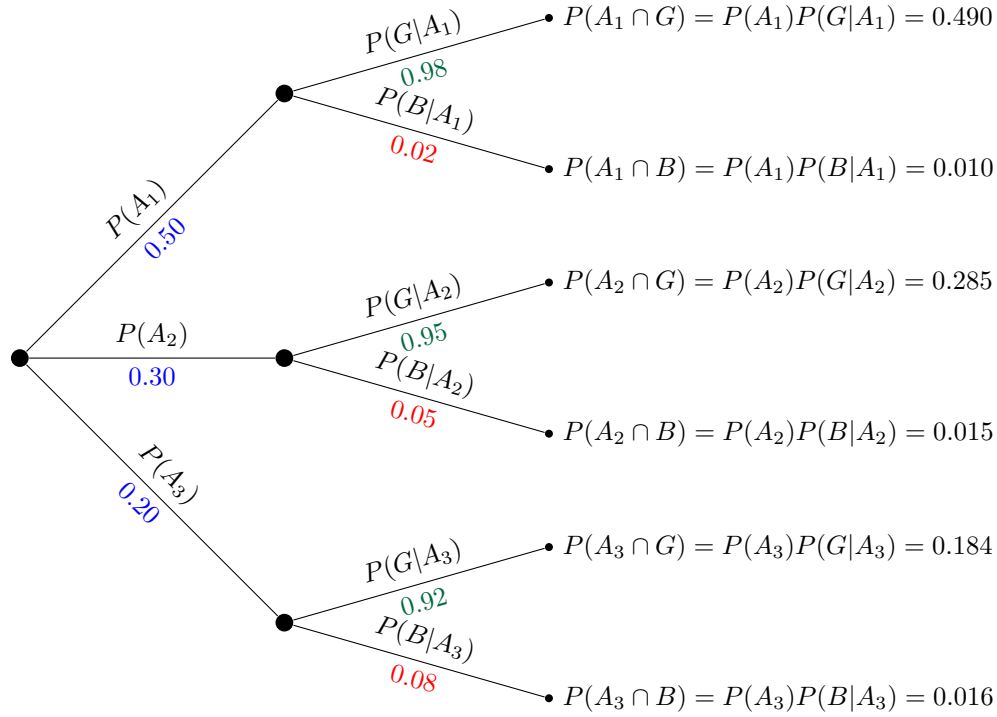 P(G|A₁)
0.98
P(A₁ ∩ G) = P(A₁)P(G|A₁) = 0.490
P(B|A₁)
0.02
P(A₁ ∩ B) = P(A₁)P(B|A₁) = 0.010
P(A₁)
0.50
P(G|A₂)
0.95
P(A₂ ∩ G) = P(A₂)P(G|A₂) = 0.285
P(A₂)
0.30
P(B|A₂)
0.05
P(A₂ ∩ B) = P(A₂)P(B|A₂) = 0.015
P(A₃)
0.20
P(G|A₃)
0.92
P(A₃ ∩ G) = P(A₃)P(G|A₃) = 0.184
P(B|A₃)
0.08
P(A₃ ∩ B) = P(A₃)P(B|A₃) = 0.016